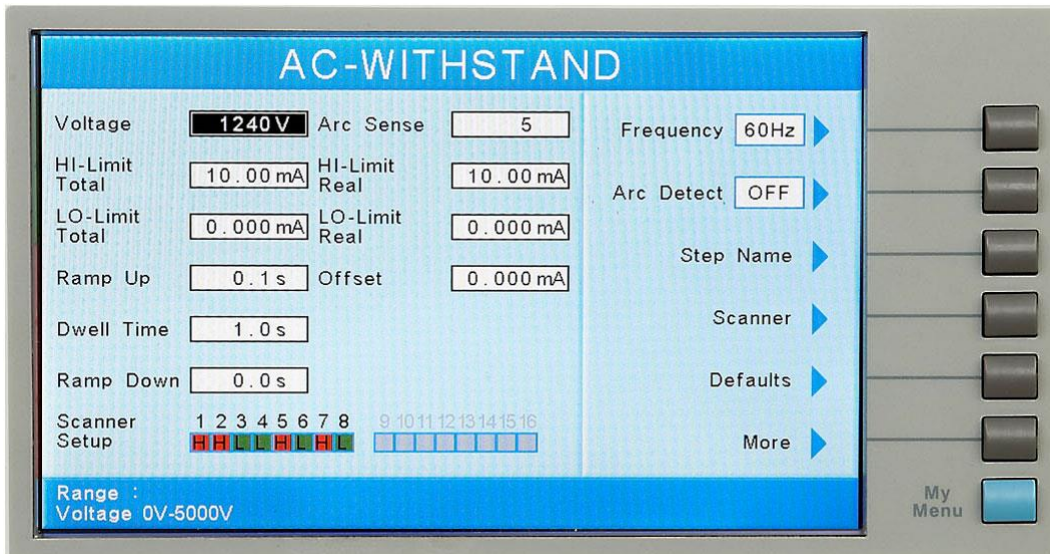 AC-WITHSTAND
Voltage 1240V Arc Sense 5
HI-Limit Total 10.00mA HI-Limit Real 10.00mA
LO-Limit Total 0.000mA LO-Limit Real 0.000mA
Ramp Up 0.1s Offset 0.000mA
Dwell Time 1.0s
Ramp Down 0.0s
Scanner Setup 1 2 3 4 5 6 7 8 9 10 11 12 13 14 15 16
H H L L H L H L
Frequency 60Hz
Arc Detect OFF
Step Name
Scanner
Defaults
More
Range :
Voltage 0V-5000V
My
Menu